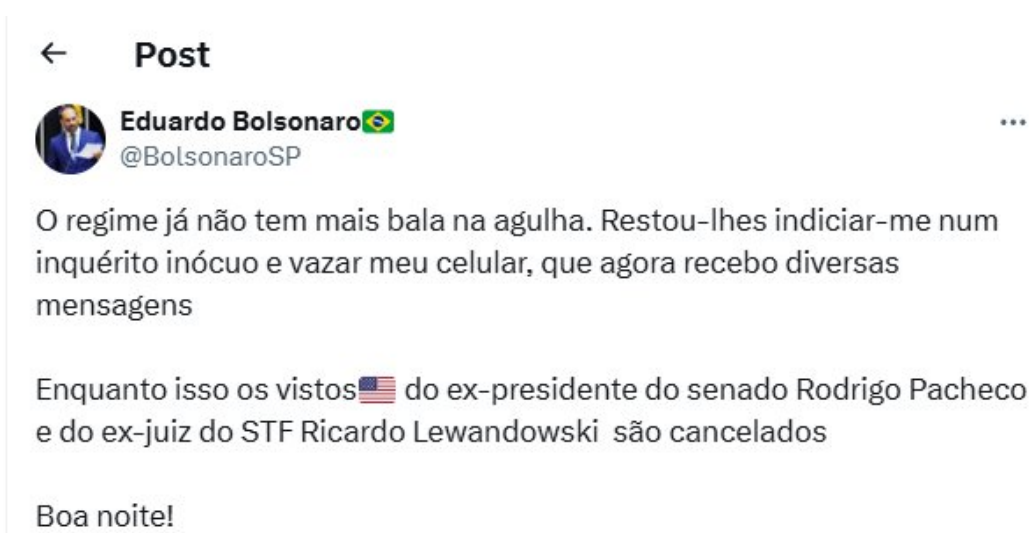 Post
Eduardo Bolsonaro🇧🇷
@BolsonaroSP
O regime já não tem mais bala na agulha. Restou-lhes indiciar-me num
inquérito inócuo e vazar meu celular, que agora recebo diversas
mensagens
Enquanto isso os vistos🇺🇸 do ex-presidente do senado Rodrigo Pacheco
e do ex-juiz do STF Ricardo Lewandowski são cancelados
Boa noite!